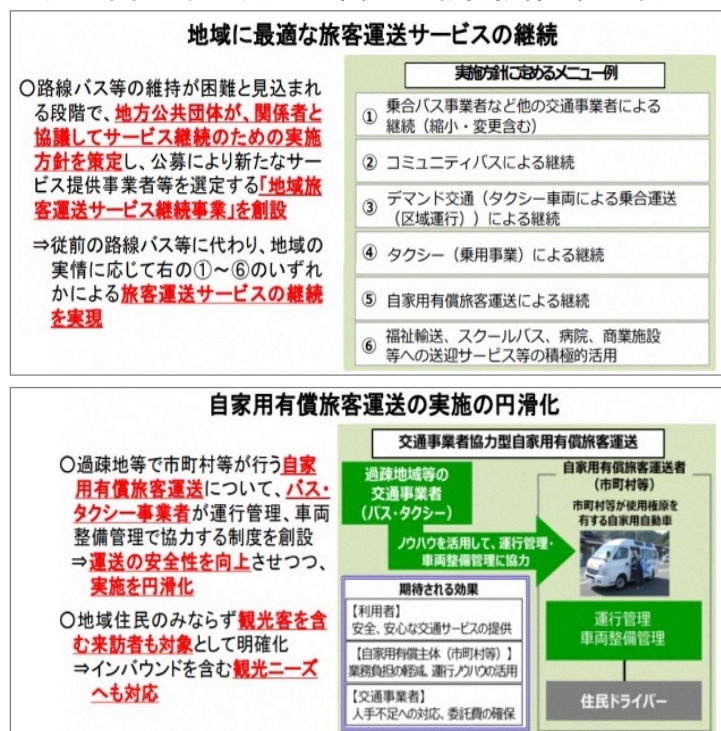 地域に最適な旅客運送サービスの継続
○路線バス等の維持が困難と見込まれ
る段階で、地方公共団体が、関係者と
協議してサービス継続のための実施
方針を策定し、公募により新たなサー
ビス提供事業者等を選定する「地域旅
客運送サービス継続事業」を創設
⇒従前の路線バス等に代わり、地域の
実情に応じて右の①～⑥のいずれ
かによる旅客運送サービスの継続
を実現
実施方針に定めるメニュー例
① 乗合バス事業者など他の交通事業者による
継続（縮小・変更含む）
② コミュニティバスによる継続
③ デマンド交通（タクシー車両による乗合運送
（区域運行））による継続
④ タクシー（乗用事業）による継続
⑤ 自家用有償旅客運送による継続
⑥ 福祉輸送、スクールバス、病院、商業施設
等への送迎サービス等の積極的活用
自家用有償旅客運送の実施の円滑化
○過疎地等で市町村等が行う自家
用有償旅客運送について、バス・
タクシー事業者が運行管理、車両
整備管理で協力する制度を創設
⇒運送の安全性を向上させつつ、
実施を円滑化
○地域住民のみならず観光客を含
む来訪者も対象として明確化
⇒インバウンドを含む観光ニーズ
へも対応
交通事業者協力型自家用有償旅客運送
過疎地域等の
交通事業者
（バス・タクシー）
ノウハウを活用して、運行管理・
車両整備管理に協力
自家用有償旅客運送者
（市町村等）
市町村等が使用権原を
有する自家用自動車
運行管理
車両整備管理
住民ドライバー
期待される効果
【利用者】
安全、安心な交通サービスの提供
【自家用有償主体（市町村等）】
業務負担の軽減、運行ノウハウの活用
【交通事業者】
人手不足への対応、委託費の確保